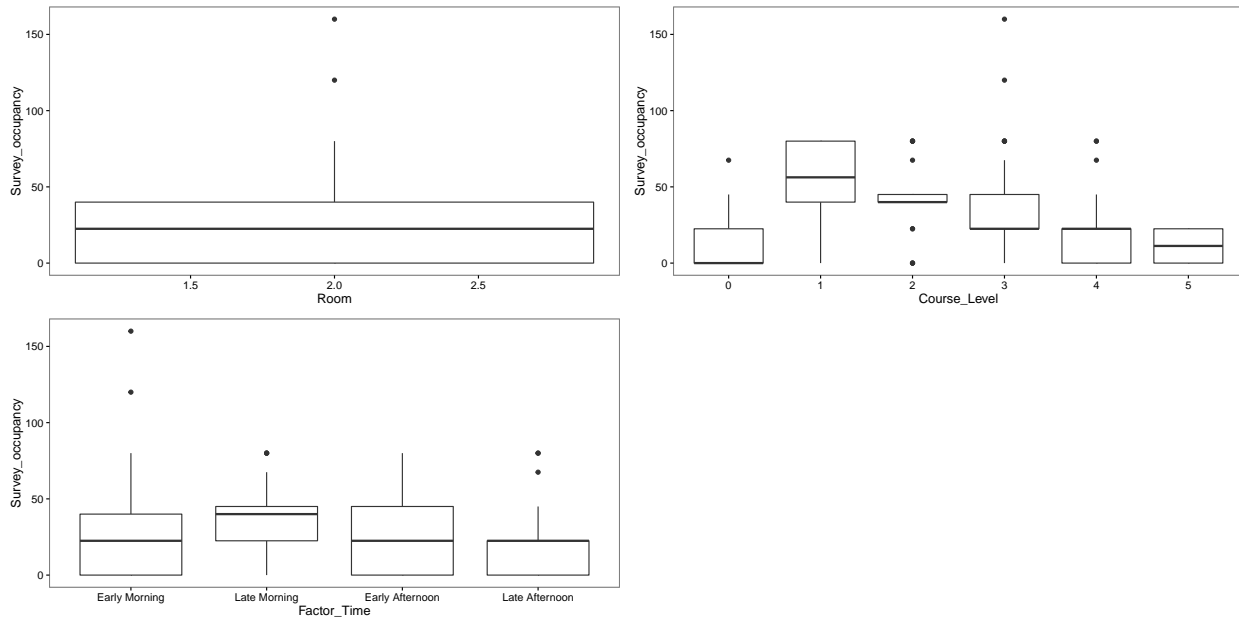 Survey_occupancy
150
100
50
0
1.5 2.0 2.5
Room
Survey_occupancy
150
100
50
0
0 1 2 3 4 5
Course_Level
Survey_occupancy
150
100
50
0
Early Morning Late Morning Early Afternoon Late Afternoon
Factor_Time